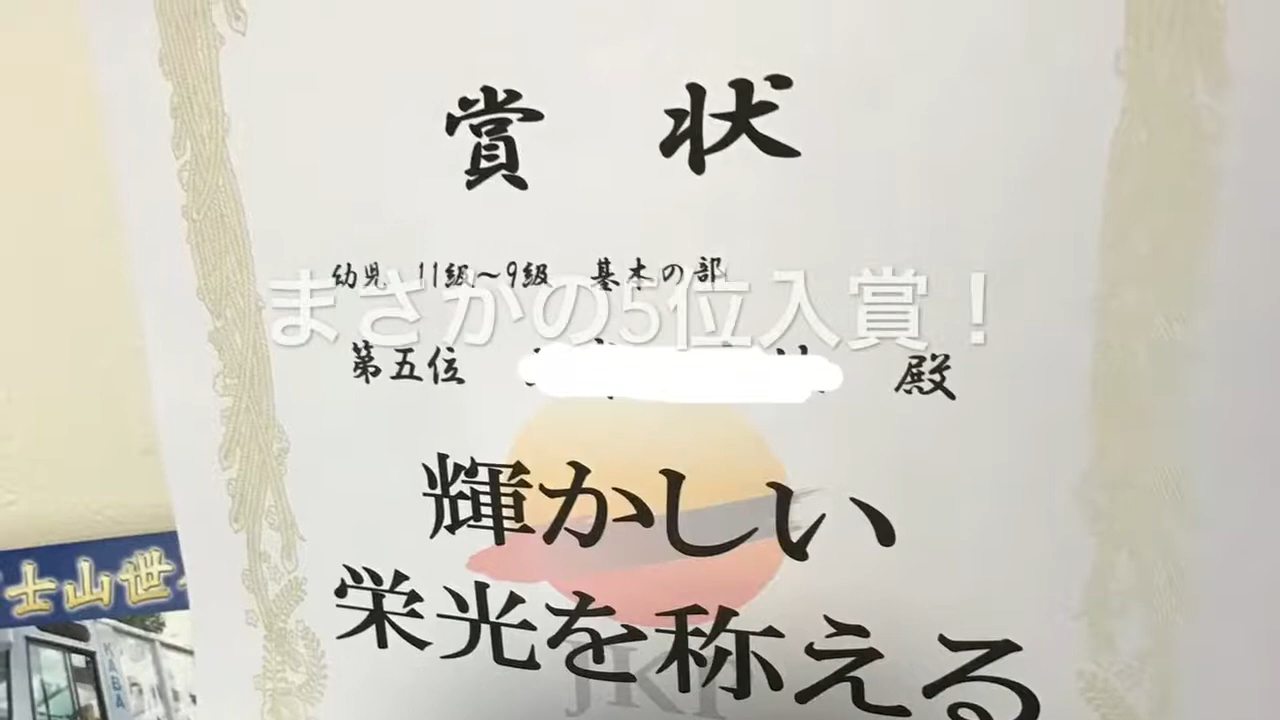 賞 状
幼児 11級〜9級 基本の部
まさかの5位入賞！
第五位 殿
輝かしい
栄光を称える
士山世
KABA